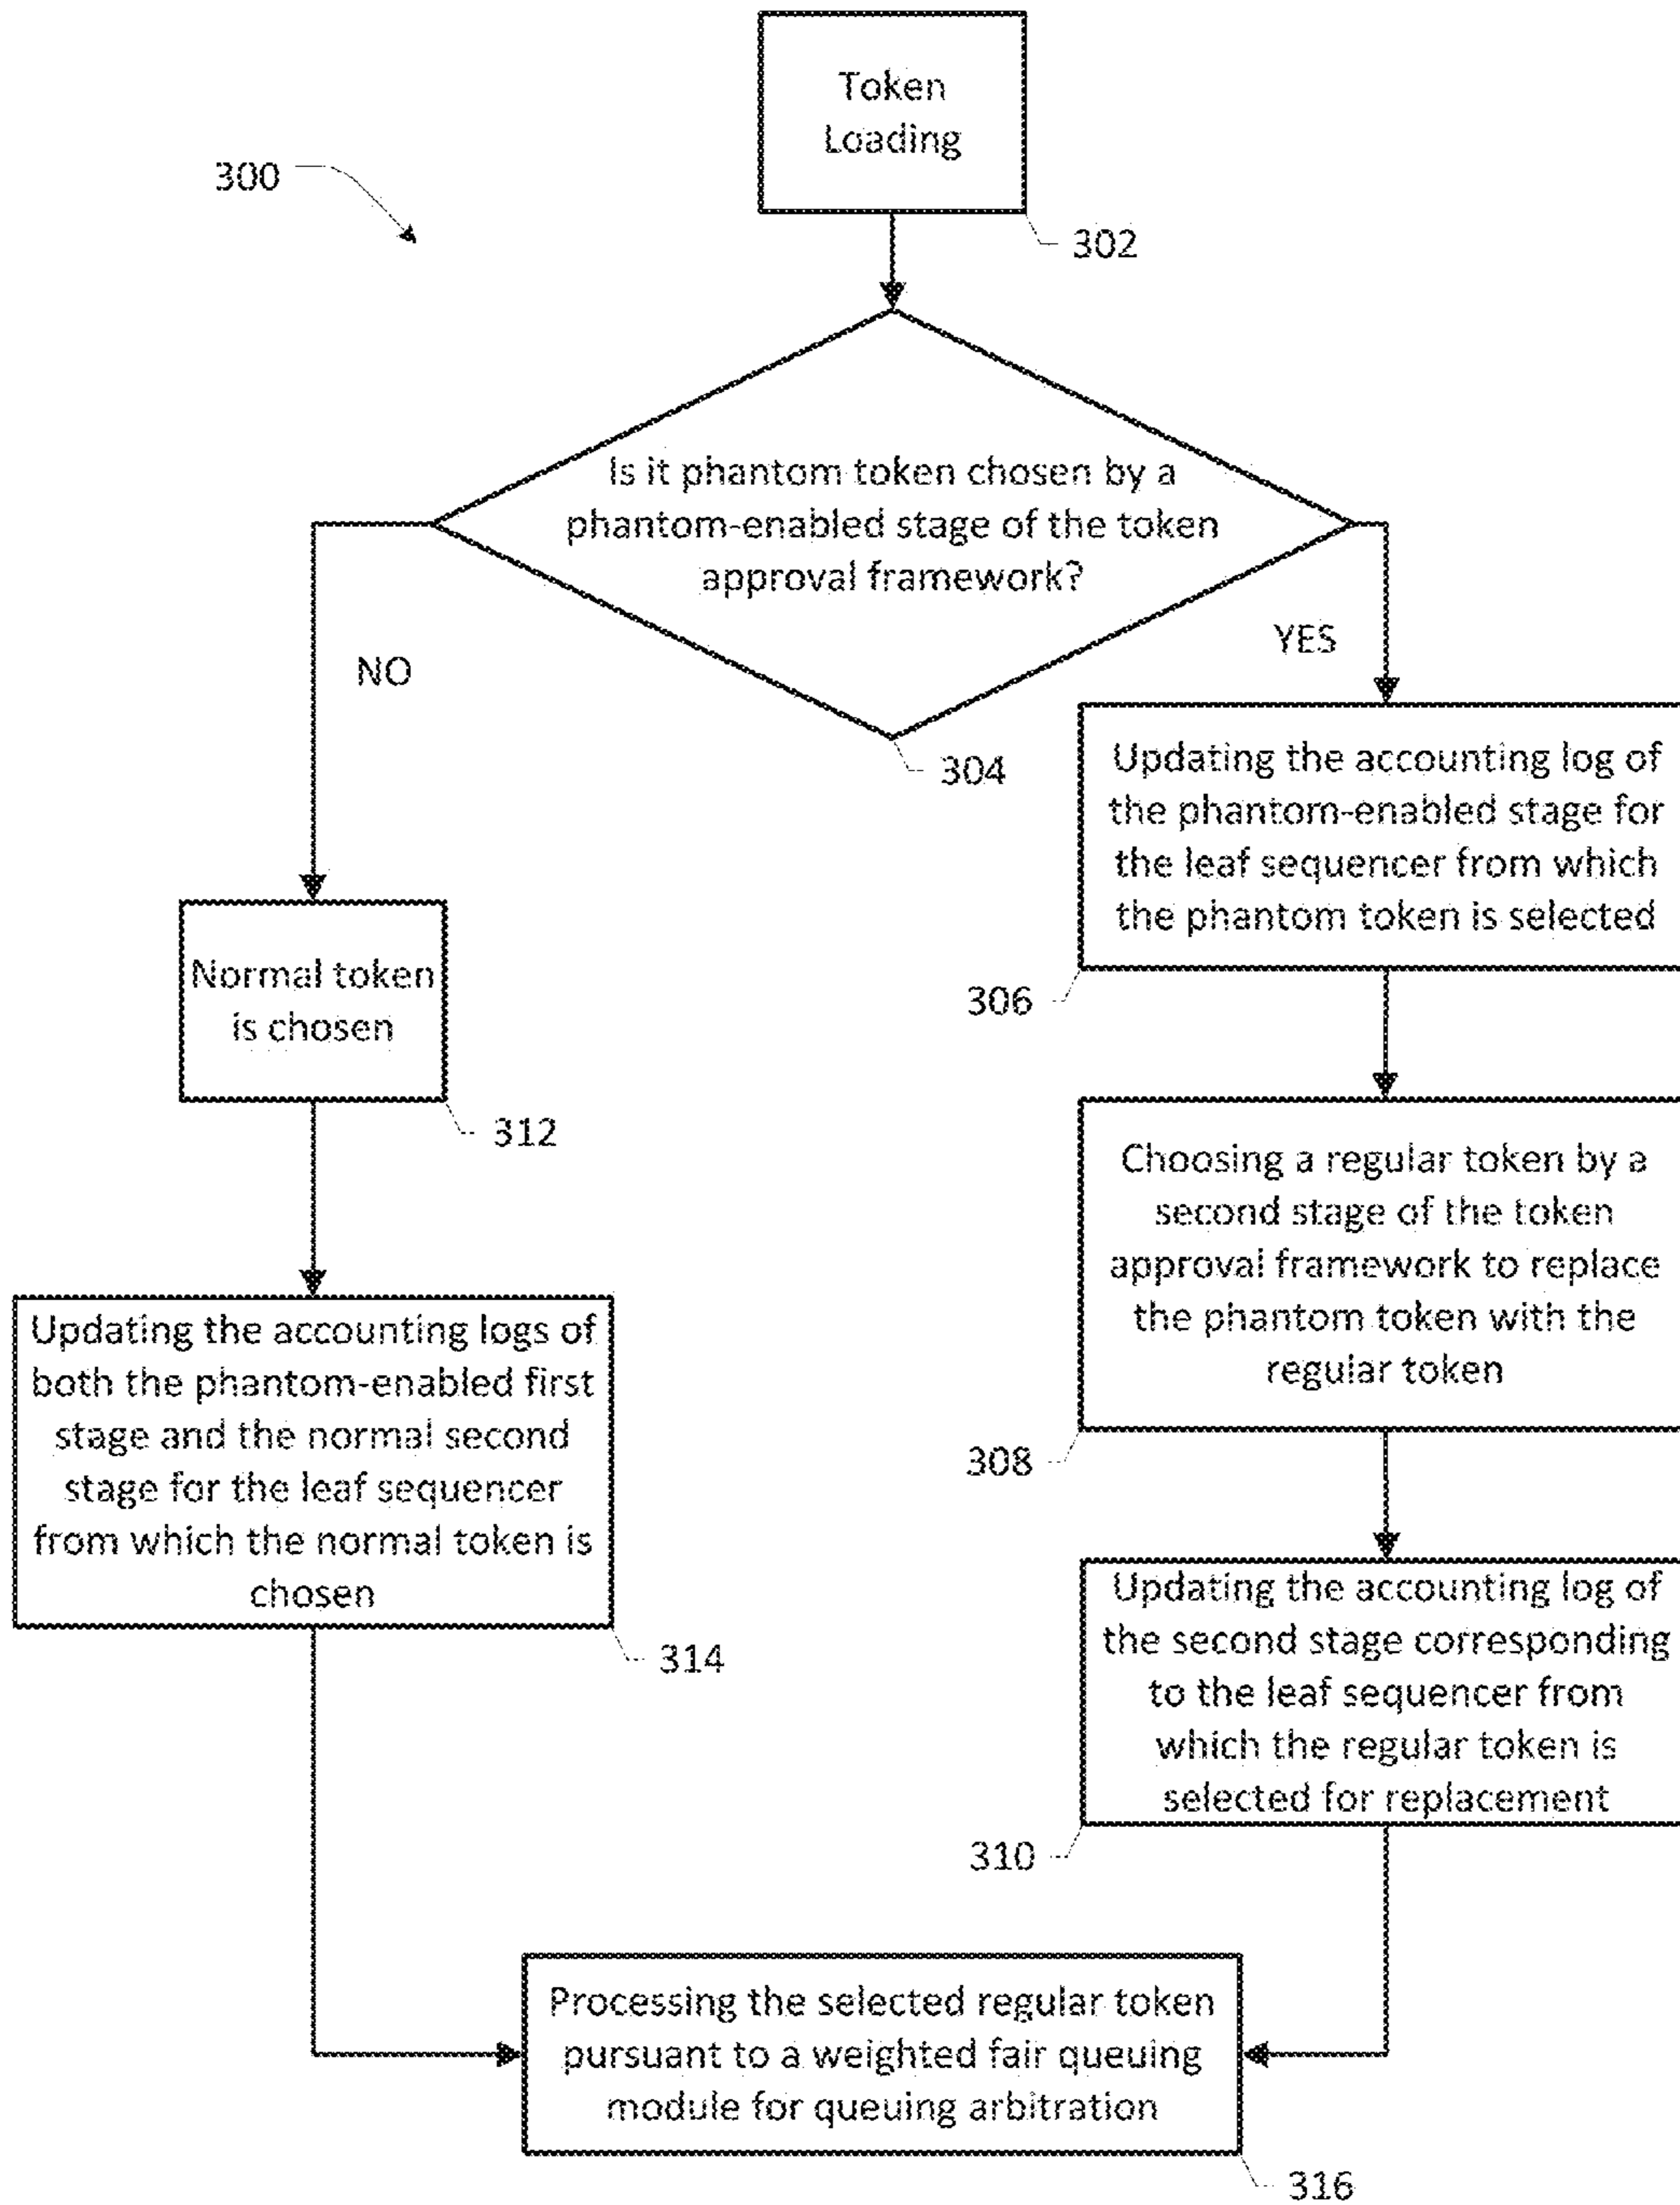 Token
Loading
300
302
Is it phantom token chosen by a
phantom-enabled stage of the token
approval framework?
NO
YES
304
Updating the accounting log of
the phantom-enabled stage for
the leaf sequencer from which
the phantom token is selected
306
Normal token
is chosen
312
Choosing a regular token by a
second stage of the token
approval framework to replace
the phantom token with the
regular token
308
Updating the accounting logs of
both the phantom-enabled first
stage and the normal second
stage for the leaf sequencer
from which the normal token is
chosen
314
Updating the accounting log of
the second stage corresponding
to the leaf sequencer from
which the regular token is
selected for replacement
310
Processing the selected regular token
pursuant to a weighted fair queuing
module for queuing arbitration
316